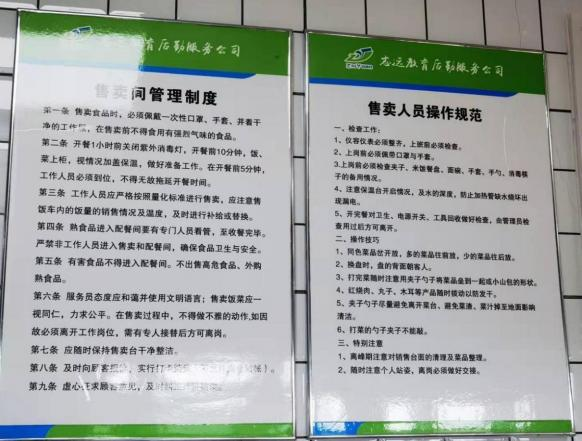 教育后勤服务公司
售卖间管理制度
第一条 售卖食品时，必须佩戴一次性口罩、手套、并着干
净的工作服，在售卖前不得食用有强烈气味的食品。
第二条 开餐1小时前关闭紫外消毒灯，开餐前10分钟，饭、
菜上柜，视情况加盖保温，做好准备工作。在开餐前5分钟，
工作人员必须到位，不得无故拖延开餐时间。
第三条 工作人员应严格按照量化标准进行售卖，应注意售
饭车内的饭量的销售情况及温度，及时进行补给或替换。
第四条 熟食品进入配餐间要有专门人员看管，至收餐完毕。
严禁非工作人员进入售卖和配餐间，确保食品卫生与安全。
第五条 有害食品不得进入配餐间。不出售高危食品、外购
熟食品。
第六条 服务员态度应和蔼并使用文明语言；售卖饭菜应一
视同仁，力求公平。在售卖过程中，不得做不雅的动作，如因
故必须离开工作岗位，需有专人接替后方可离岗。
第七条 应随时保持售卖台干净整洁。
第八条 及时向顾客报价，实行打卡
第九条 虚心征求顾客意见，及时纠正
ZhiYuan
志远教育后勤服务公司
售卖人员操作规范
一、检查工作：
1、仪容仪表必须整齐，上班前必须检查。
2、上岗前必须佩带口罩与手套。
3、上岗前必须检查夹子、米饭餐盘、面碗、手套、手勺、消毒筷
子的备用情况。
4、注意保温台开启情况，及水的深度，防止加热管缺水烧坏出
现漏电。
5、开完餐对卫生、电源开关、工具回收做好检查，由管理员检
查用过后方可离开。
二、操作技巧
1、同色菜品岔开放，多的菜品往前放，少的菜品往后放。
2、换盘时，盘的背面朝客人。
3、打完菜随时注意用夹子勺子将菜品垒到一起或小山包的形状。
4、红烧肉、丸子、木耳等产品随时拨动以防发干。
5、夹子勺子尽量避免离开菜台、避免菜渣、菜汁掉至地面影响
清洁。
6、打菜的勺子夹子不能敲。
三、特别注意
1、高峰期注意对销售台面的清理及菜品整理。
2、随时注意个人站姿，离岗必须做好交接。